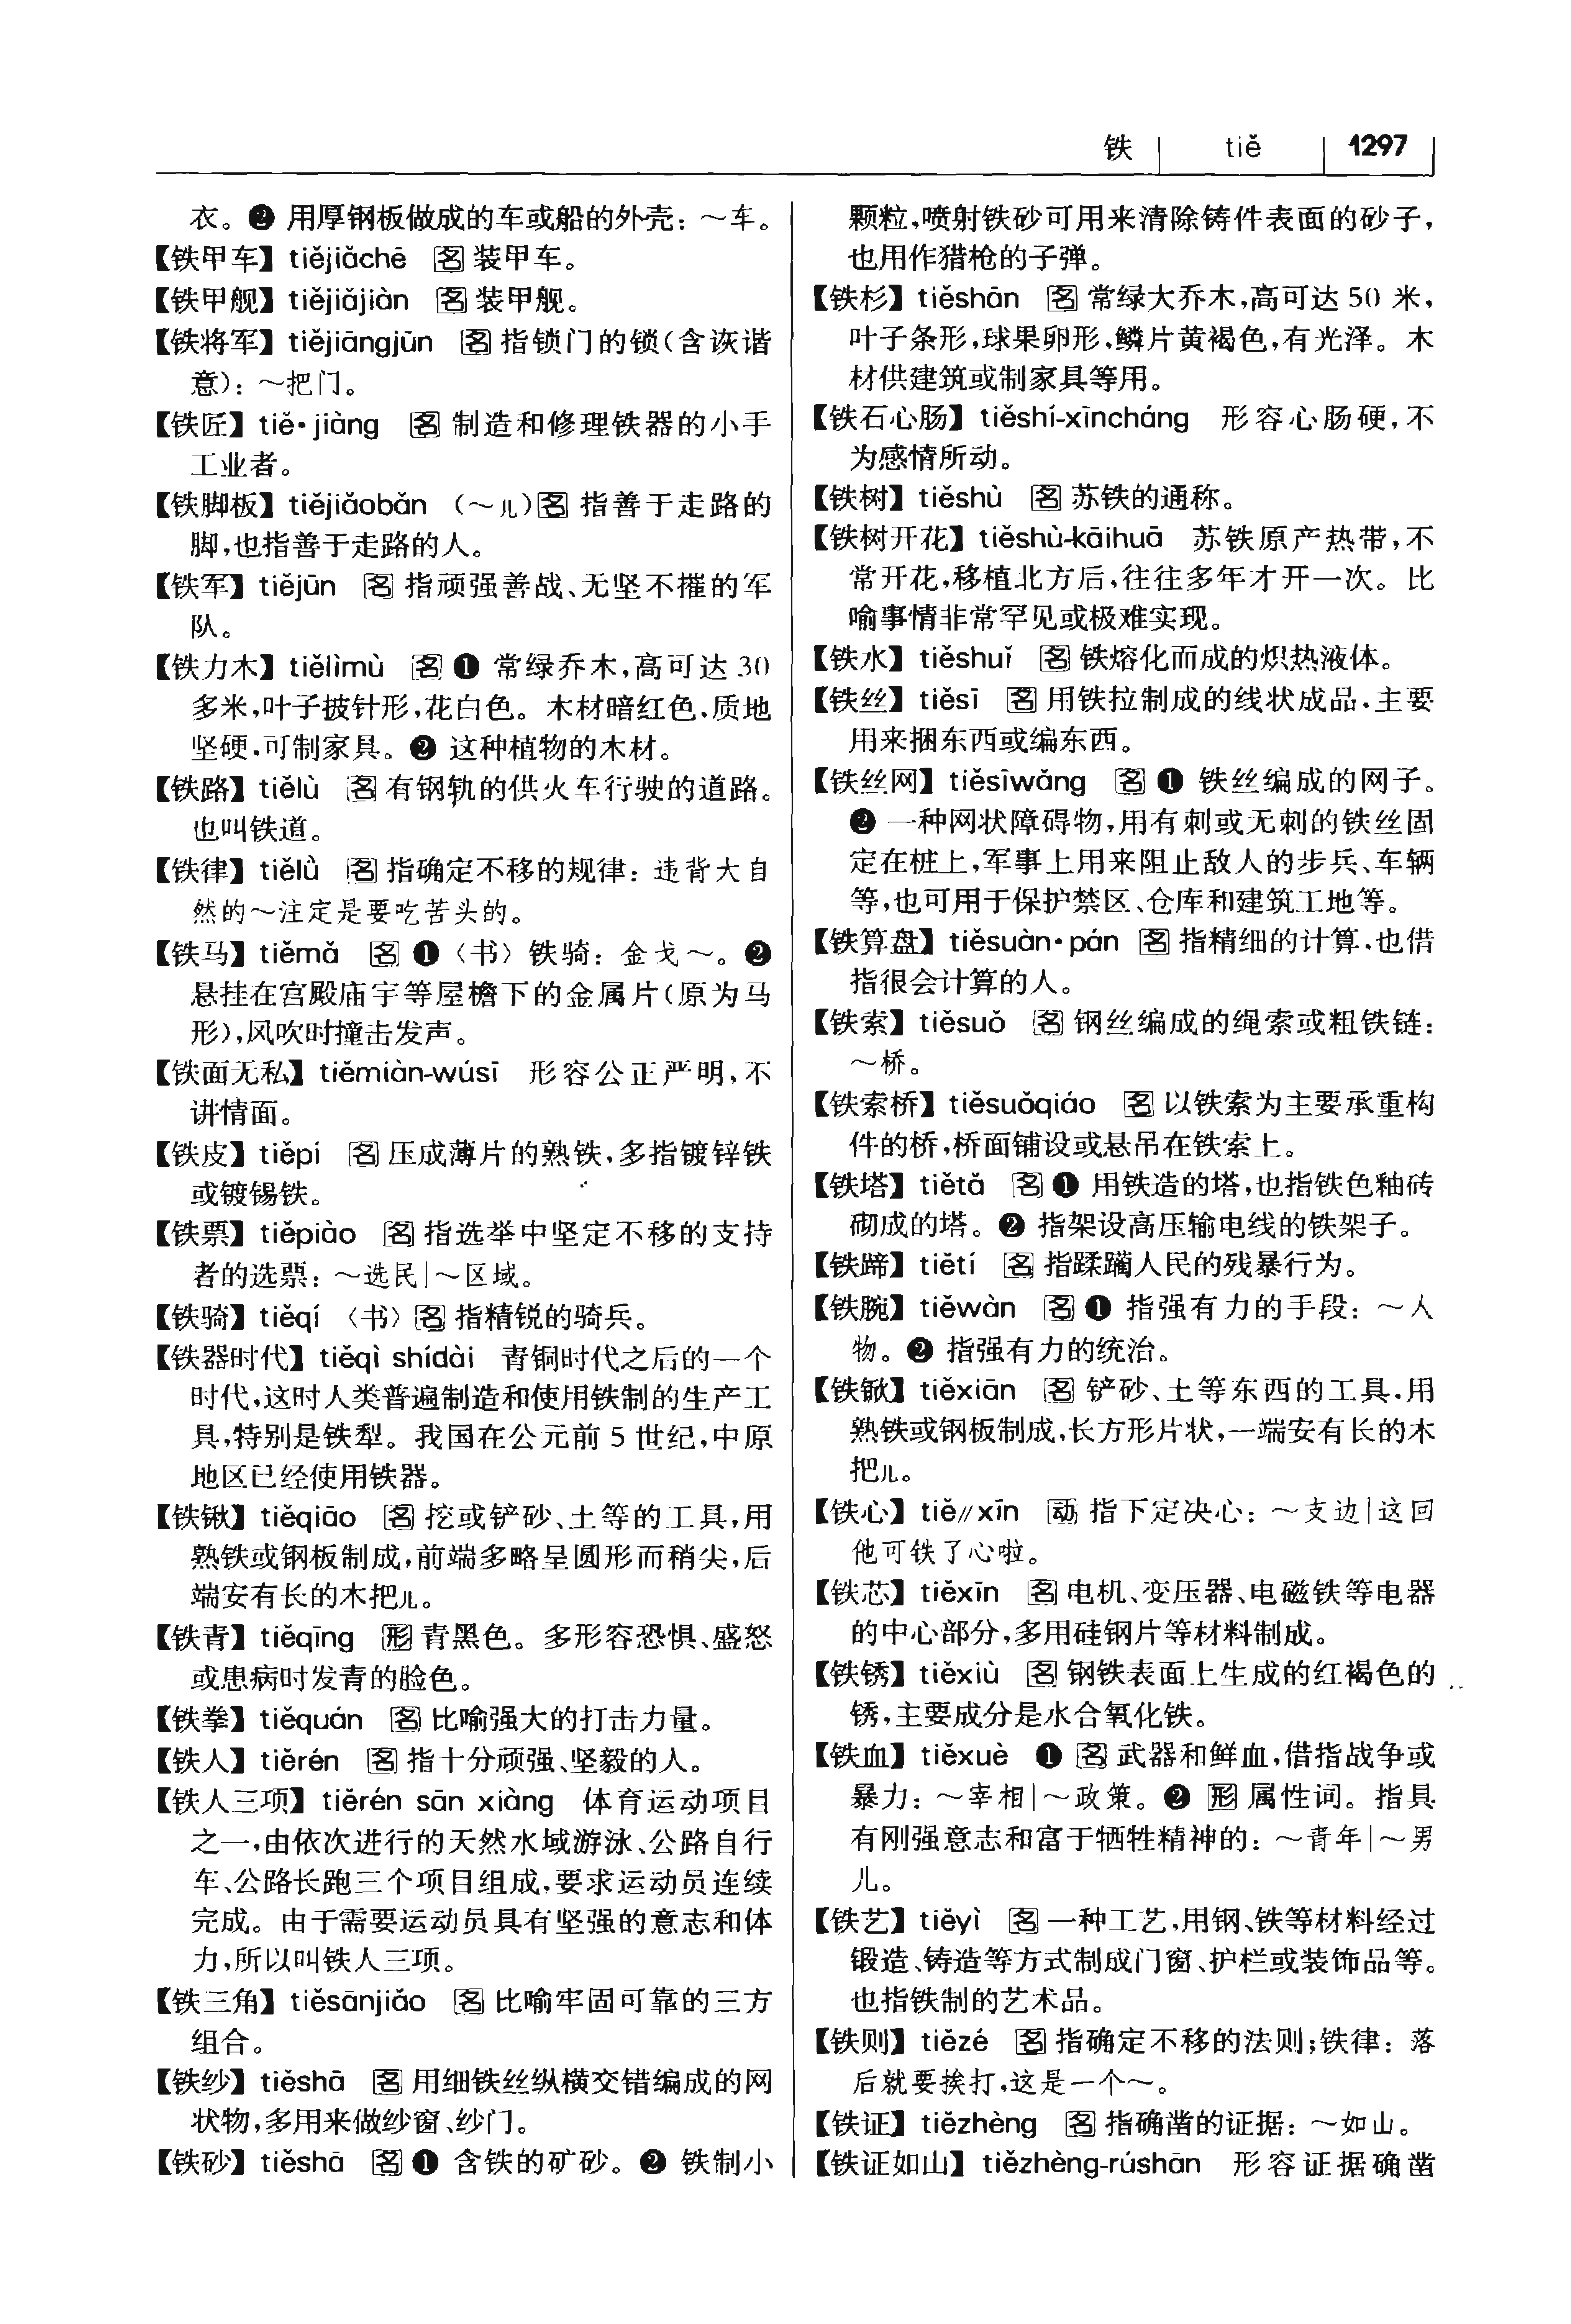 铁 tiě 1297
衣。❷ 用厚钢板做成的车或船的外壳：～车。
【铁甲车】tiějiǎchē 名 装甲车。
【铁甲舰】tiějiǎjiàn 名 装甲舰。
【铁将军】tiějiāngjūn 名 指锁门的锁（含诙谐
意）：～把门。
【铁匠】tiě·jiàng 名 制造和修理铁器的小手
工业者。
【铁脚板】tiějiǎobǎn （～儿）名 指善于走路的
脚，也指善于走路的人。
【铁军】tiějūn 名 指顽强善战、无坚不摧的军
队。
【铁力木】tiělìmù 名 ❶ 常绿乔木，高可达 30
多米，叶子披针形，花白色。木材暗红色，质地
坚硬，可制家具。❷ 这种植物的木材。
【铁路】tiělù 名 有钢轨的供火车行驶的道路。
也叫铁道。
【铁律】tiělǜ 名 指确定不移的规律：违背大自
然的～注定是要吃苦头的。
【铁马】tiěmǎ 名 ❶〈书〉铁骑：金戈～。❷
悬挂在宫殿庙宇等屋檐下的金属片（原为马
形），风吹时撞击发声。
【铁面无私】tiěmiàn-wúsī 形容公正严明，不
讲情面。
【铁皮】tiěpí 名 压成薄片的熟铁，多指镀锌铁
或镀锡铁。
【铁票】tiěpiào 名 指选举中坚定不移的支持
者的选票：～选民|～区域。
【铁骑】tiěqí 〈书〉名 指精锐的骑兵。
【铁器时代】tiěqì shídài 青铜时代之后的一个
时代，这时人类普遍制造和使用铁制的生产工
具，特别是铁犁。我国在公元前 5 世纪，中原
地区已经使用铁器。
【铁锹】tiěqiāo 名 挖或铲砂、土等的工具，用
熟铁或钢板制成，前端多略呈圆形而稍尖，后
端安有长的木把儿。
【铁青】tiěqīng 形 青黑色。多形容恐惧、盛怒
或患病时发青的脸色。
【铁拳】tiěquán 名 比喻强大的打击力量。
【铁人】tiěrén 名 指十分顽强、坚毅的人。
【铁人三项】tiěrén sān xiàng 体育运动项目
之一，由依次进行的天然水域游泳、公路自行
车、公路长跑三个项目组成，要求运动员连续
完成。由于需要运动员具有坚强的意志和体
力，所以叫铁人三项。
【铁三角】tiěsānjiǎo 名 比喻牢固可靠的三方
组合。
【铁纱】tiěshā 名 用细铁丝纵横交错编成的网
状物，多用来做纱窗、纱门。
【铁砂】tiěshā 名 ❶ 含铁的矿砂。❷ 铁制小
颗粒，喷射铁砂可用来清除铸件表面的砂子，
也用作猎枪的子弹。
【铁杉】tiěshān 名 常绿大乔木，高可达 50 米，
叶子条形，球果卵形，鳞片黄褐色，有光泽。木
材供建筑或制家具等用。
【铁石心肠】tiěshí-xīncháng 形容心肠硬，不
为感情所动。
【铁树】tiěshù 名 苏铁的通称。
【铁树开花】tiěshù-kāihuā 苏铁原产热带，不
常开花，移植北方后，往往多年才开一次。比
喻事情非常罕见或极难实现。
【铁水】tiěshuǐ 名 铁熔化而成的炽热液体。
【铁丝】tiěsī 名 用铁拉制成的线状成品，主要
用来捆东西或编东西。
【铁丝网】tiěsīwǎng 名 ❶ 铁丝编成的网子。
❷ 一种网状障碍物，用有刺或无刺的铁丝固
定在桩上，军事上用来阻止敌人的步兵、车辆
等，也可用于保护禁区、仓库和建筑工地等。
【铁算盘】tiěsuàn·pán 名 指精细的计算，也借
指很会计算的人。
【铁索】tiěsuǒ 名 钢丝编成的绳索或粗铁链：
～桥。
【铁索桥】tiěsuǒqiáo 名 以铁索为主要承重构
件的桥，桥面铺设或悬吊在铁索上。
【铁塔】tiětǎ 名 ❶ 用铁造的塔，也指铁色釉砖
砌成的塔。❷ 指架设高压输电线的铁架子。
【铁蹄】tiětí 名 指蹂躏人民的残暴行为。
【铁腕】tiěwàn 名 ❶ 指强有力的手段：～人
物。❷ 指强有力的统治。
【铁锨】tiěxiān 名 铲砂、土等东西的工具，用
熟铁或钢板制成，长方形片状，一端安有长的木
把儿。
【铁心】tiě∥xīn 动 指下定决心：～支边|这回
他可铁了心啦。
【铁芯】tiěxīn 名 电机、变压器、电磁铁等电器
的中心部分，多用硅钢片等材料制成。
【铁锈】tiěxiù 名 钢铁表面上生成的红褐色的
锈，主要成分是水合氧化铁。
【铁血】tiěxuè ❶ 名 武器和鲜血，借指战争或
暴力：～宰相|～政策。❷ 形 属性词。指具
有刚强意志和富于牺牲精神的：～青年|～男
儿。
【铁艺】tiěyì 名 一种工艺，用钢、铁等材料经过
锻造、铸造等方式制成门窗、护栏或装饰品等。
也指铁制的艺术品。
【铁则】tiězé 名 指确定不移的法则；铁律：落
后就要挨打，这是一个～。
【铁证】tiězhèng 名 指确凿的证据：～如山。
【铁证如山】tiězhèng-rúshān 形容证据确凿